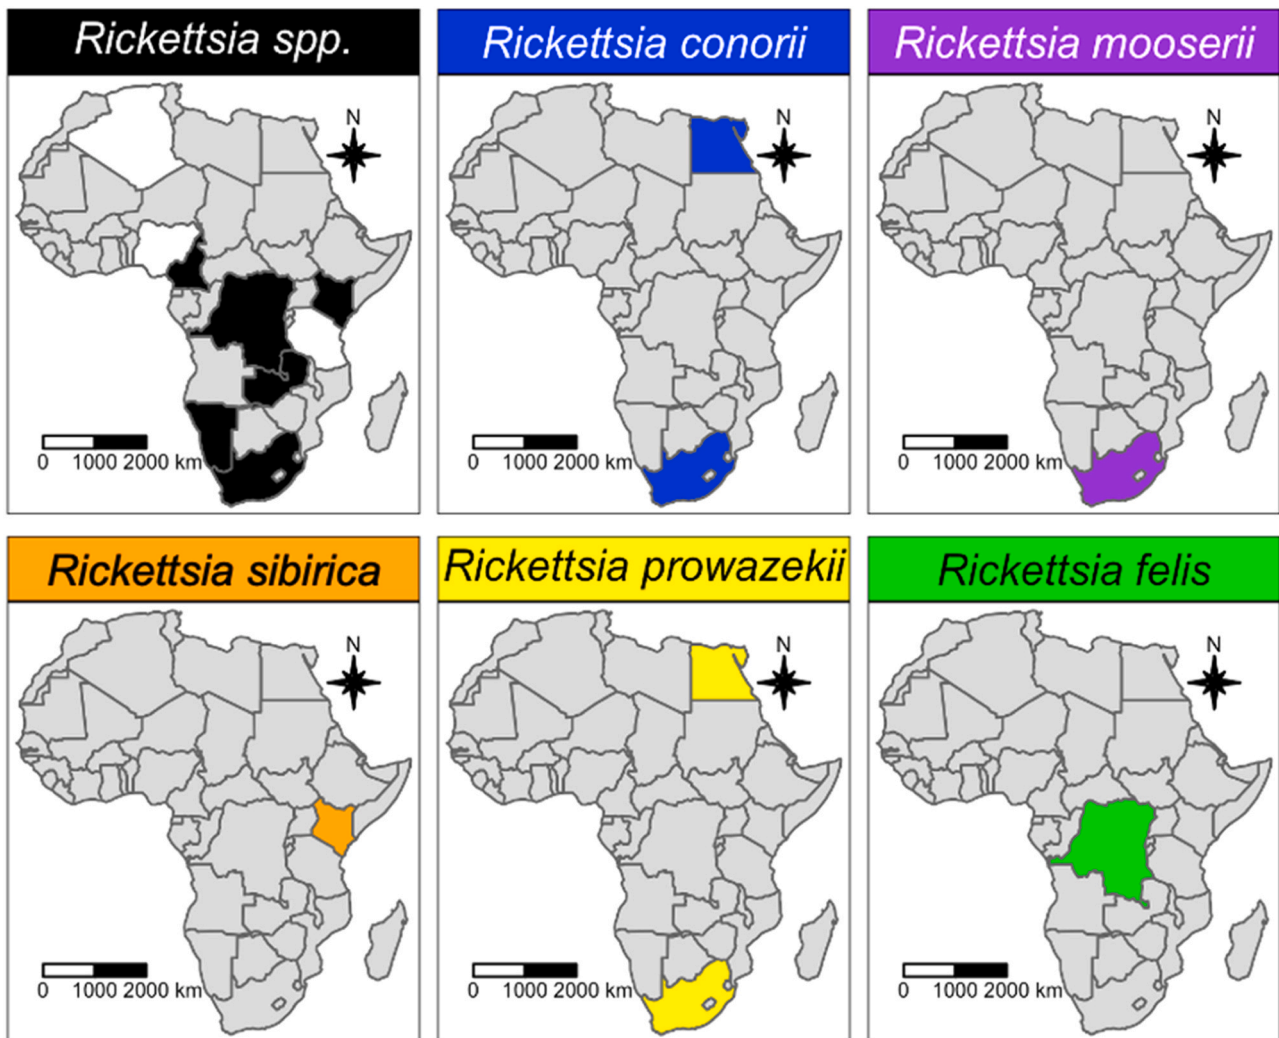 Rickettsia spp.
Rickettsia conorii
Rickettsia mooserii
N
0 1000 2000 km
N
0 1000 2000 km
N
0 1000 2000 km
Rickettsia sibirica
Rickettsia prowazekii
Rickettsia felis
N
0 1000 2000 km
N
0 1000 2000 km
N
0 1000 2000 km